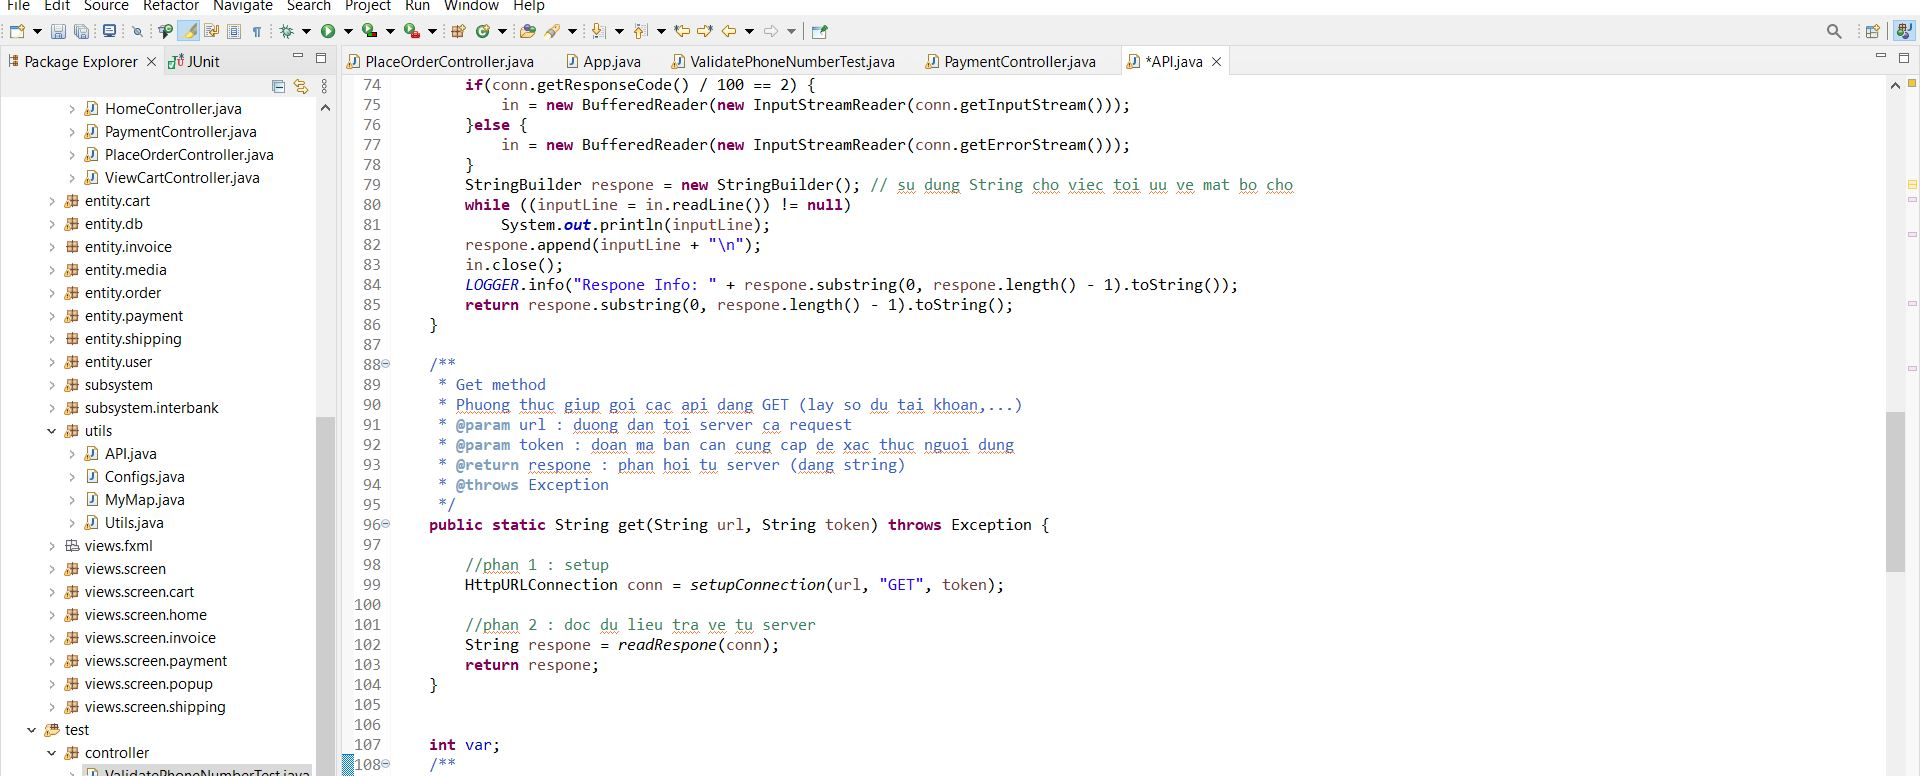 File Edit Source Refactor Navigate Search Project Run Window Help
Package Explorer
JUnit
PlaceOrderController.java
App.java
ValidatePhoneNumberTest.java
PaymentController.java
*API.java
HomeController.java
PaymentController.java
PlaceOrderController.java
ViewCartController.java
entity.cart
entity.db
entity.invoice
entity.media
entity.order
entity.payment
entity.shipping
entity.user
subsystem
subsystem.interbank
utils
API.java
Configs.java
MyMap.java
Utils.java
views.fxml
views.screen
views.screen.cart
views.screen.home
views.screen.invoice
views.screen.payment
views.screen.popup
views.screen.shipping
test
controller
ValidatePhoneNumberTest.java
74 if(conn.getResponseCode() / 100 == 2) {
75 in = new BufferedReader(new InputStreamReader(conn.getInputStream()));
76 }else {
77 in = new BufferedReader(new InputStreamReader(conn.getErrorStream()));
78 }
79 StringBuilder respone = new StringBuilder(); // su dung String cho viec toi uu ve mat bo cho
80 while ((inputLine = in.readLine()) != null)
81 System.out.println(inputLine);
82 respone.append(inputLine + "\n");
83 in.close();
84 LOGGER.info("Respone Info: " + respone.substring(0, respone.length() - 1).toString());
85 return respone.substring(0, respone.length() - 1).toString();
86 }
87
88 /**
89 * Get method
90 * Phuong thuc giup goi cac api dang GET (lay so du tai khoan,...)
91 * @param url : duong dan toi server ca request
92 * @param token : doan ma ban can cung cap de xac thuc nguoi dung
93 * @return respone : phan hoi tu server (dang string)
94 * @throws Exception
95 */
96 public static String get(String url, String token) throws Exception {
97
98 //phan 1 : setup
99 HttpURLConnection conn = setupConnection(url, "GET", token);
100
101 //phan 2 : doc du lieu tra ve tu server
102 String respone = readRespone(conn);
103 return respone;
104 }
105
106
107 int var;
108 /**